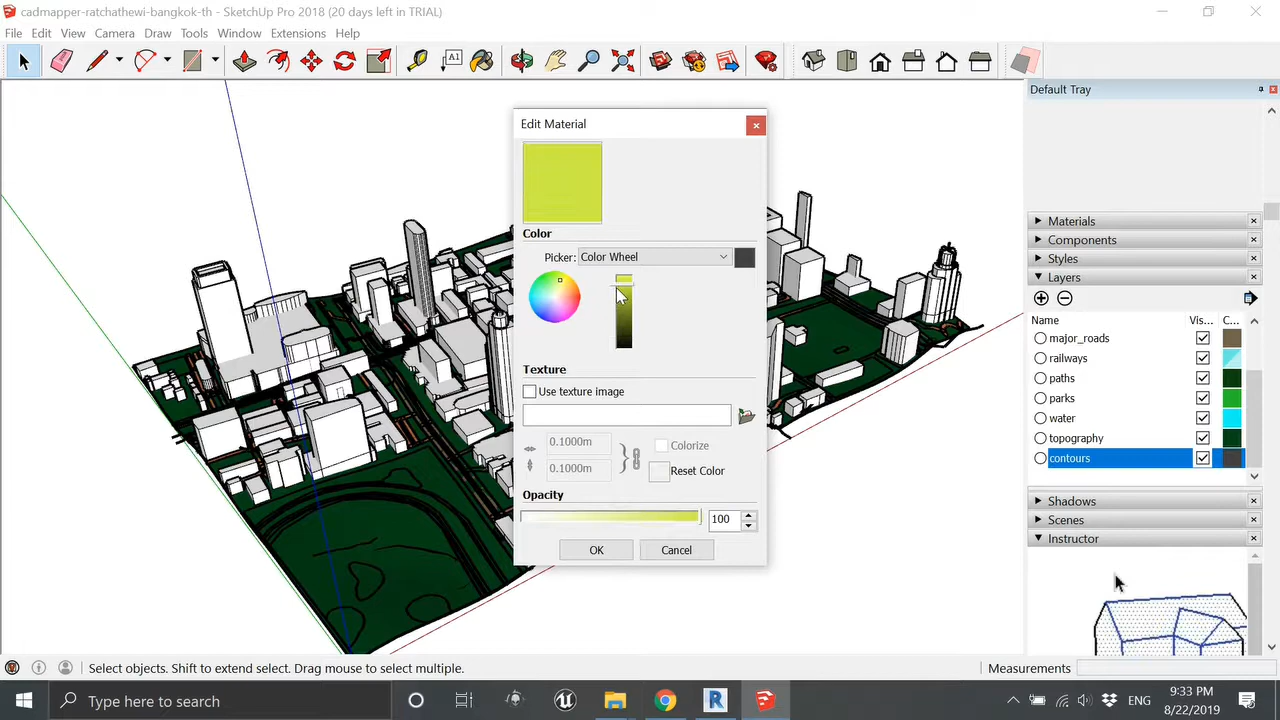 cadmapper-ratchathewi-bangkok-th - SketchUp Pro 2018 (20 days left in TRIAL)
File Edit View Camera Draw Tools Window Extensions Help
A1
Default Tray
Edit Material
Color
Picker: Color Wheel
Texture
Use texture image
0.1000m
0.1000m
Colorize
Reset Color
Opacity
100
OK Cancel
Materials
Components
Styles
Layers
Name Vis... C...
major_roads
railways
paths
parks
water
topography
contours
Shadows
Scenes
Instructor
Select objects. Shift to extend select. Drag mouse to select multiple.
Measurements
Type here to search
R
ENG
9:33 PM
8/22/2019